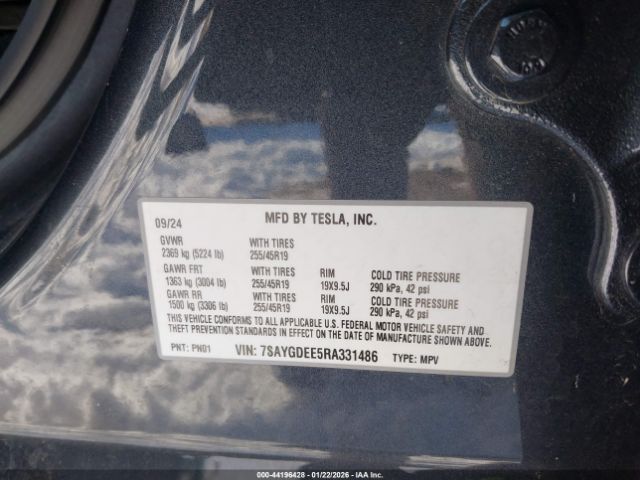 09/24 MFD BY TESLA, INC.
GVWR WITH TIRES
2369 kg (5224 lb) 255/45R19
GAWR FRT WITH TIRES RIM COLD TIRE PRESSURE
1363 kg (3004 lb) 255/45R19 19X9.5J 290 kPa, 42 psi
GAWR RR WITH TIRES RIM COLD TIRE PRESSURE
1500 kg (3306 lb) 255/45R19 19X9.5J 290 kPa, 42 psi
THIS VEHICLE CONFORMS TO ALL APPLICABLE U.S. FEDERAL MOTOR VEHICLE SAFETY AND
THEFT PREVENTION STANDARDS IN EFFECT ON THE DATE OF MANUFACTURE SHOWN ABOVE.
PNT: PN01 VIN: 7SAYGDEE5RA331486 TYPE: MPV
000-44196428 - 01/22/2026 - IAA Inc.